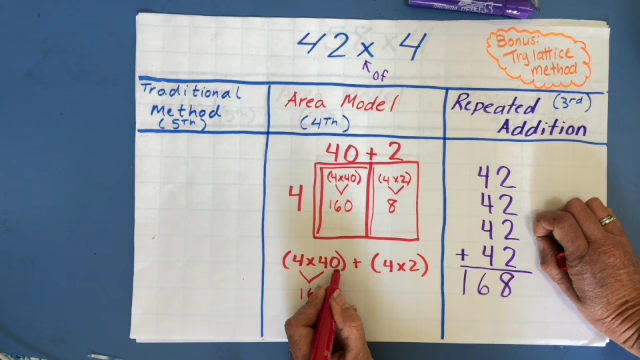 42 x 4
of
Bonus:
Try lattice
method
Traditional
Method
(5Th)
Area Model
(4Th)
40 + 2
4
(4x40)
(4x2)
160
8
(4x40) + (4x2)
16
Repeated (3rd)
Addition
42
42
42
+ 42
168